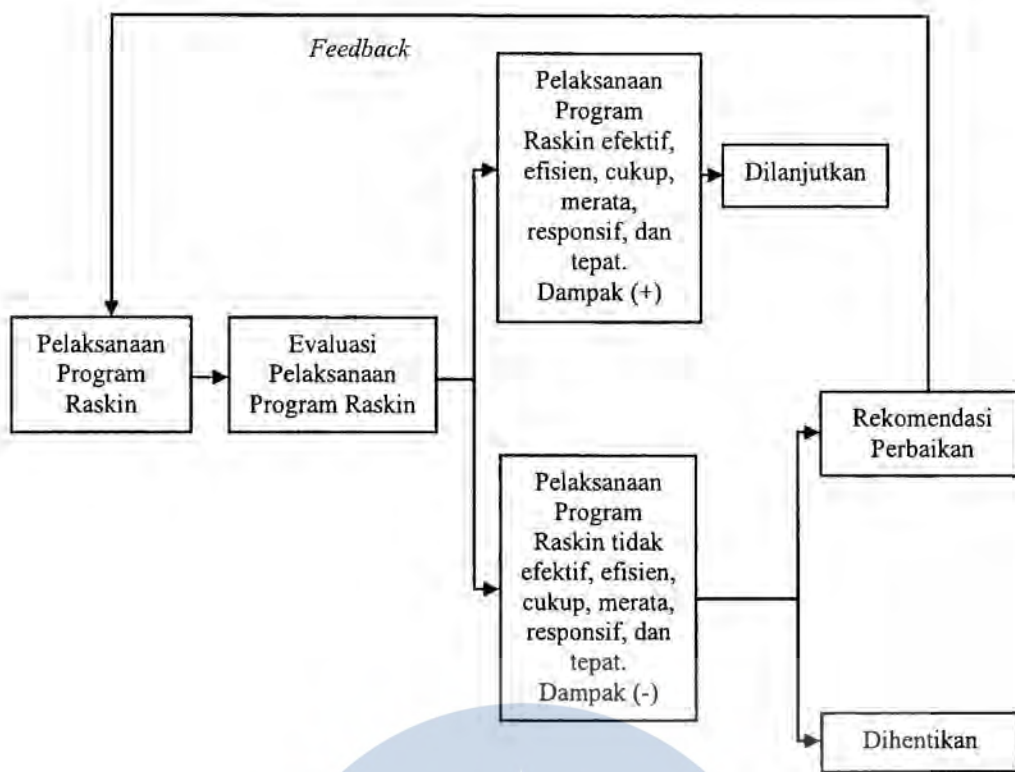 Feedback
Pelaksanaan
Program
Raskin efektif,
efisien, cukup,
merata,
responsif, dan
tepat.
Dampak (+)
Dilanjutkan
Pelaksanaan
Program
Raskin
Evaluasi
Pelaksanaan
Program Raskin
Rekomendasi
Perbaikan
Pelaksanaan
Program
Raskin tidak
efektif, efisien,
cukup, merata,
responsif, dan
tepat.
Dampak (-)
Dihentikan